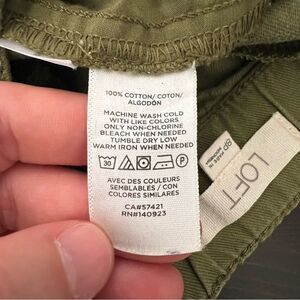 100% COTTON/ COTON/
ALGODÓN
MACHINE WASH COLD
WITH LIKE COLORS
ONLY NON-CHLORINE
BLEACH WHEN NEEDED
TUMBLE DRY LOW
WARM IRON WHEN NEEDED
30
P
AVEC DES COULEURS
SEMBLABLES / CON
COLORES SIMILARES
CA#57421
RN#140923
LOFT